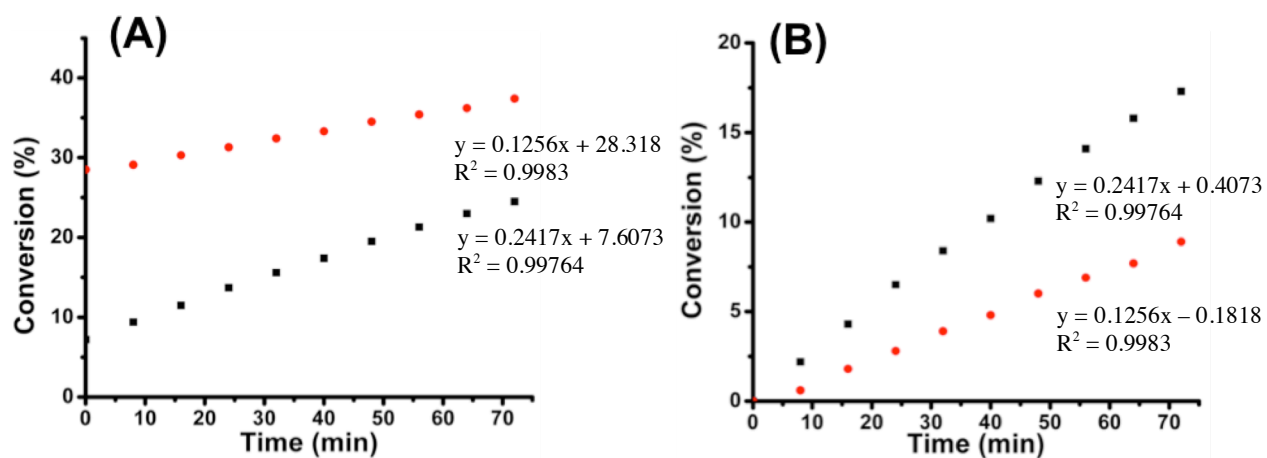 (A)
Conversion (%)
40
30
20
10
0
y = 0.1256x + 28.318
R² = 0.9983
y = 0.2417x + 7.6073
R² = 0.99764
0 10 20 30 40 50 60 70
Time (min)
(B)
Conversion (%)
20
15
10
5
0
y = 0.2417x + 0.4073
R² = 0.99764
y = 0.1256x – 0.1818
R² = 0.9983
0 10 20 30 40 50 60 70
Time (min)